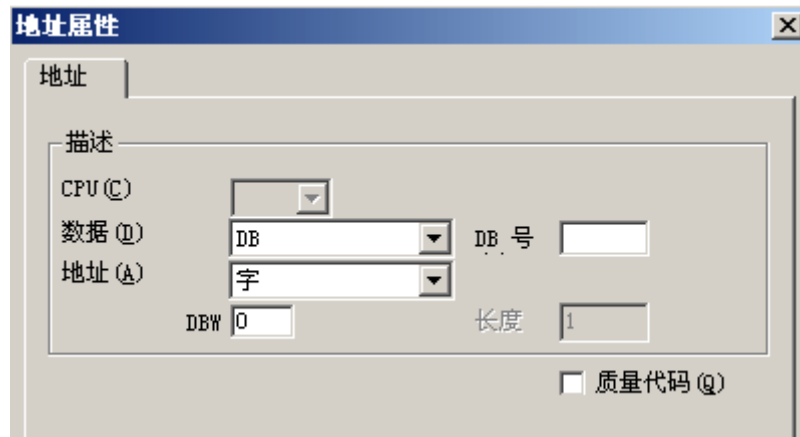 地址属性
地址
描述
CPU(C)
数据(D) DB DB 号
地址(A) 字
DBW 0 长度 1
质量代码(Q)